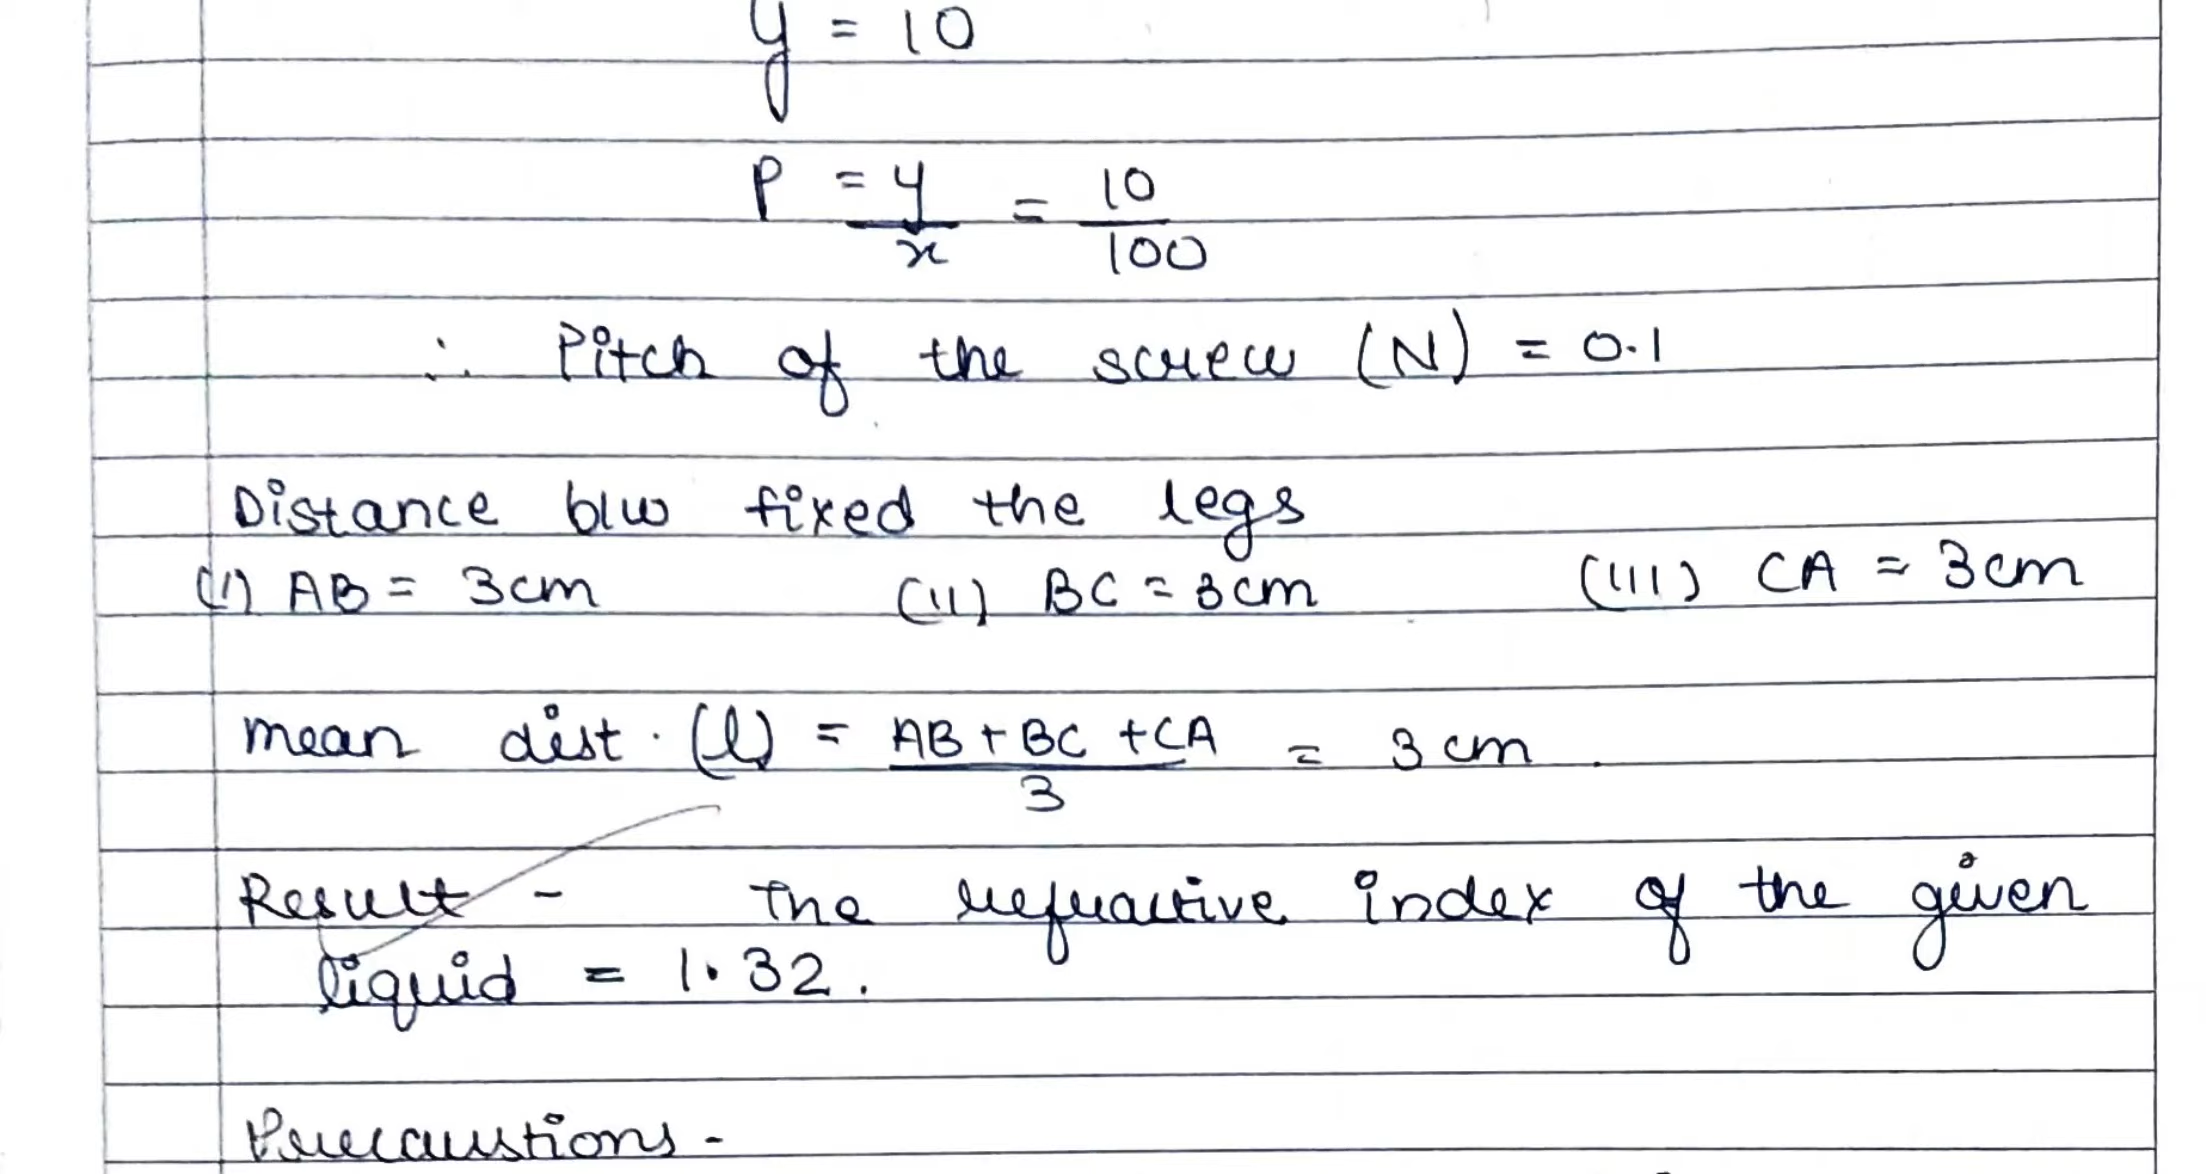 y = 10
P = y/x = 10/100
∴ Pitch of the screw (N) = 0.1
Distance b/w fixed the legs
(i) AB = 3cm (ii) BC = 3cm (iii) CA = 3cm
mean dist. (l) = AB + BC + CA / 3 = 3 cm.
Result - The refractive index of the given
liquid = 1.32.
Precaustions -